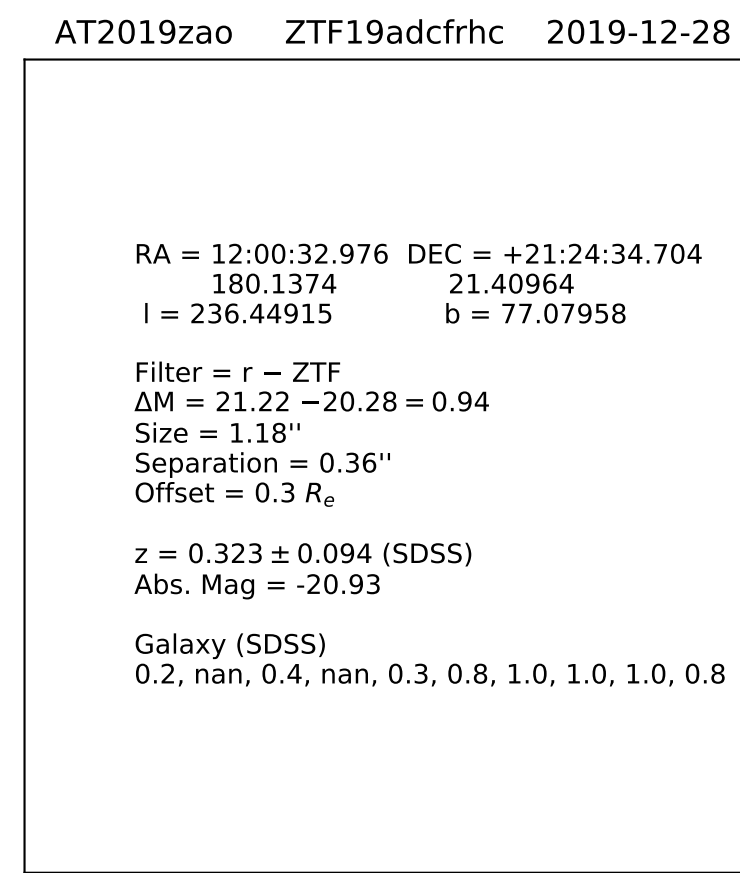 AT2019zao ZTF19adcfrhc 2019-12-28
RA = 12:00:32.976 DEC = +21:24:34.704
180.1374 21.40964
l = 236.44915 b = 77.07958
Filter = r − ZTF
ΔM = 21.22 −20.28 = 0.94
Size = 1.18''
Separation = 0.36''
Offset = 0.3 Re
z = 0.323 ± 0.094 (SDSS)
Abs. Mag = -20.93
Galaxy (SDSS)
0.2, nan, 0.4, nan, 0.3, 0.8, 1.0, 1.0, 1.0, 0.8